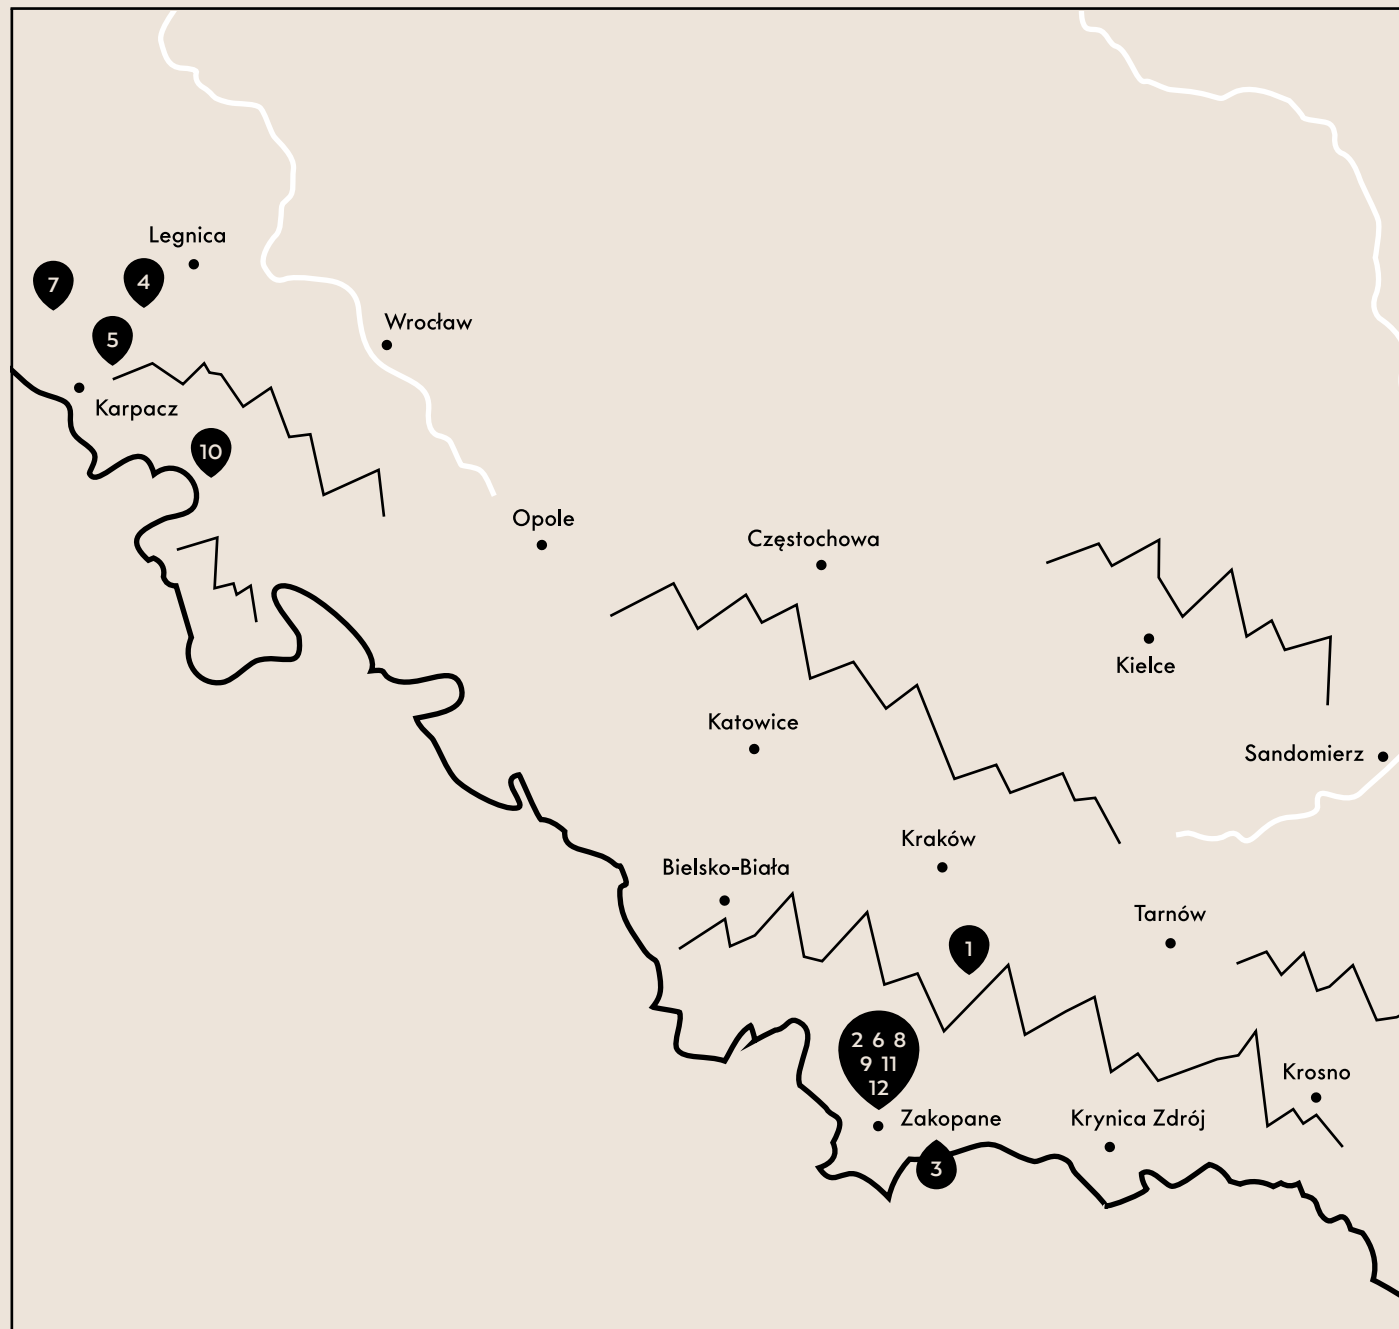 Legnica
7
4
Wrocław
5
Karpacz
10
Opole
Częstochowa
Kielce
Katowice
Sandomierz
Kraków
Bielsko-Biała
Tarnów
1
2 6 8
9 11
12
Krosno
Zakopane
Krynica Zdrój
3